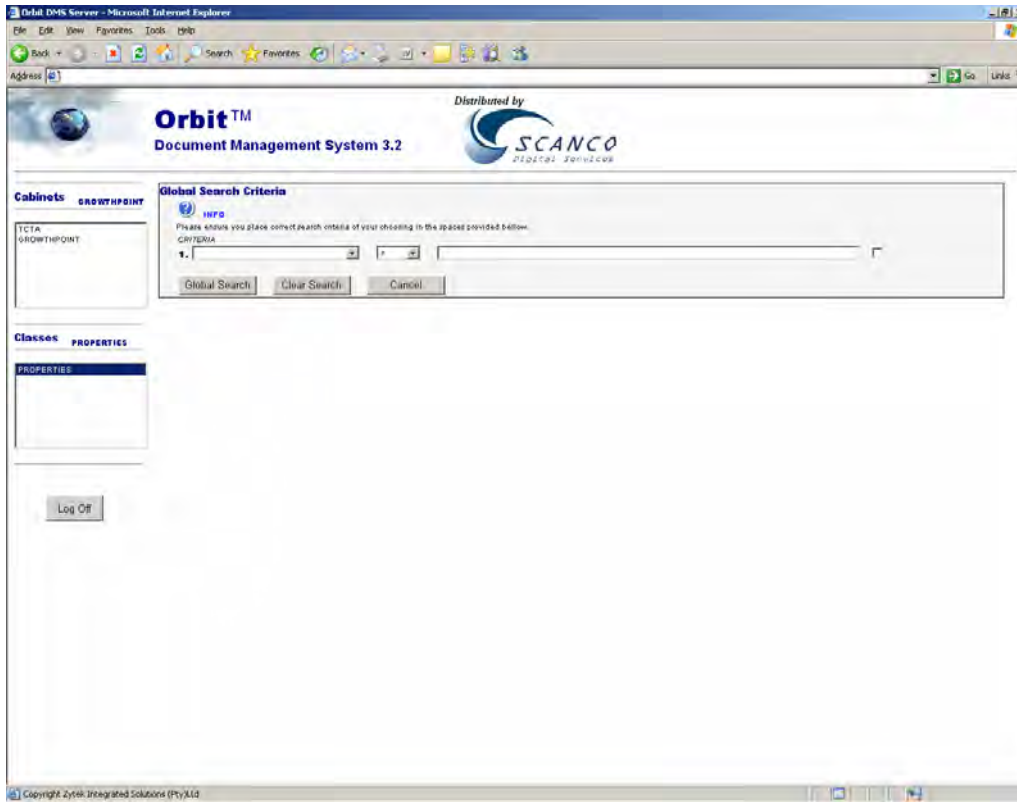 Orbit DMS Server - Microsoft Internet Explorer
File Edit View Favorites Tools Help
Back Search Favorites
Address Go Links
Distributed by
Orbit™
Document Management System 3.2
SCANCO
Digital Services
Cabinets GROWTHPOINT
TCTA
GROWTHPOINT
Global Search Criteria
INFO
Please ensure you place correct search criteria of your choosing in the spaces provided bellow.
CRITERIA
1.
Global Search Clear Search Cancel
Classes PROPERTIES
PROPERTIES
Log Off
Copyright Zytek Integrated Solutions (Pty)Ltd